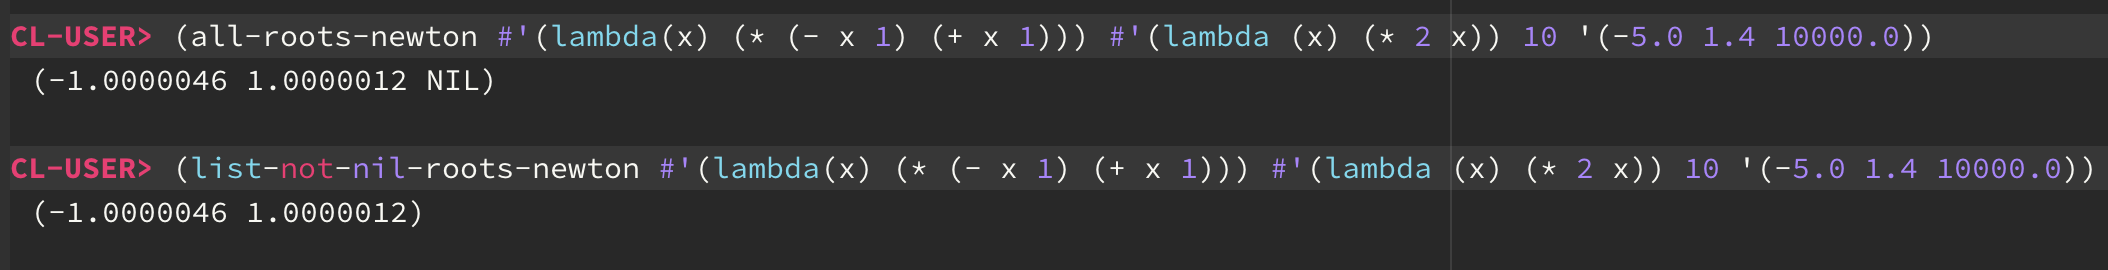 CL-USER> (all-roots-newton #'(lambda(x) (* (- x 1) (+ x 1))) #'(lambda (x) (* 2 x)) 10 '(-5.0 1.4 10000.0))
(-1.0000046 1.0000012 NIL)
CL-USER> (list-not-nil-roots-newton #'(lambda(x) (* (- x 1) (+ x 1))) #'(lambda (x) (* 2 x)) 10 '(-5.0 1.4 10000.0))
(-1.0000046 1.0000012)